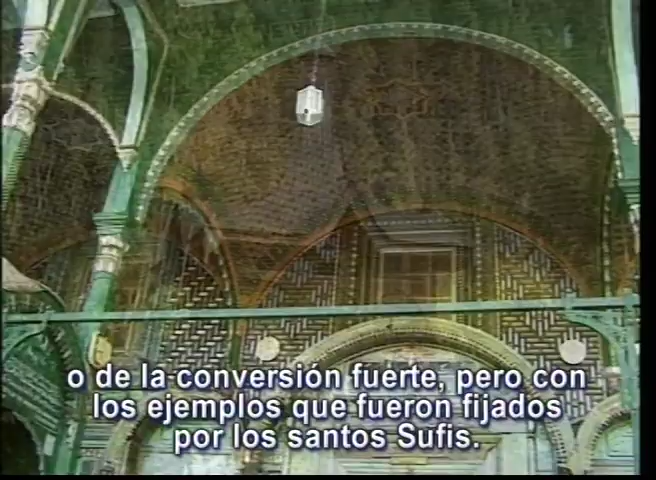 o de la conversión fuerte, pero con
los ejemplos que fueron fijados
por los santos Sufis.